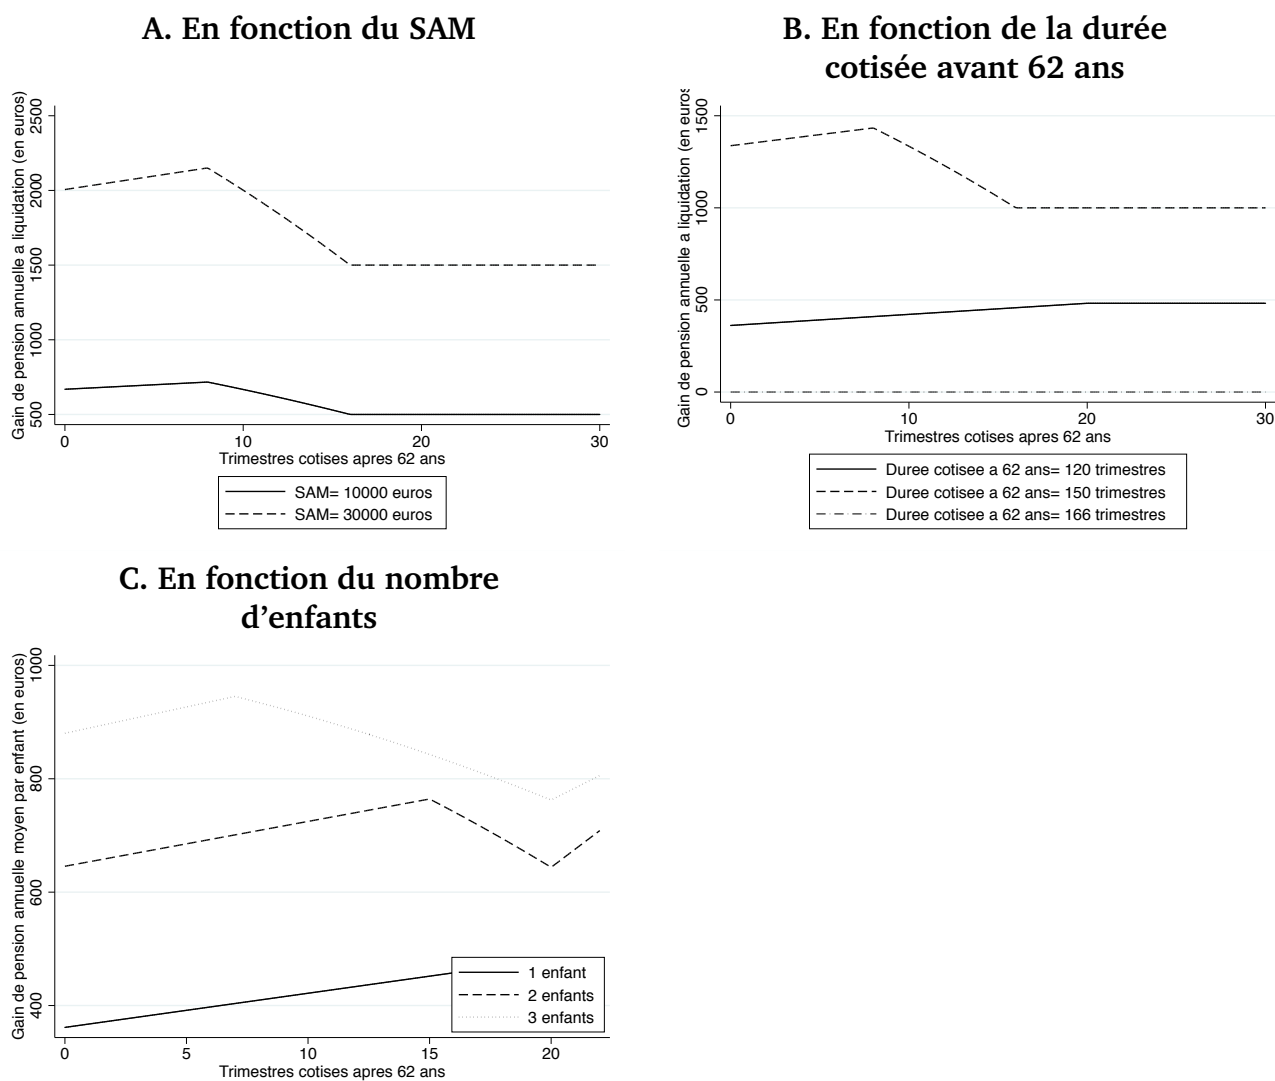 A. En fonction du SAM
Gain de pension annuelle a liquidation (en euros)
2500
2000
1500
1000
500
0
10
20
30
Trimestres cotises apres 62 ans
SAM= 10000 euros
SAM= 30000 euros
B. En fonction de la durée
cotisée avant 62 ans
Gain de pension annuelle a liquidation (en euros
1500
1000
500
0
0
10
20
30
Trimestres cotises apres 62 ans
Duree cotisee a 62 ans= 120 trimestres
Duree cotisee a 62 ans= 150 trimestres
Duree cotisee a 62 ans= 166 trimestres
C. En fonction du nombre
d’enfants
Gain de pension annuelle moyen par enfant (en euros)
1000
800
600
400
0
5
10
15
20
Trimestres cotises apres 62 ans
1 enfant
2 enfants
3 enfants